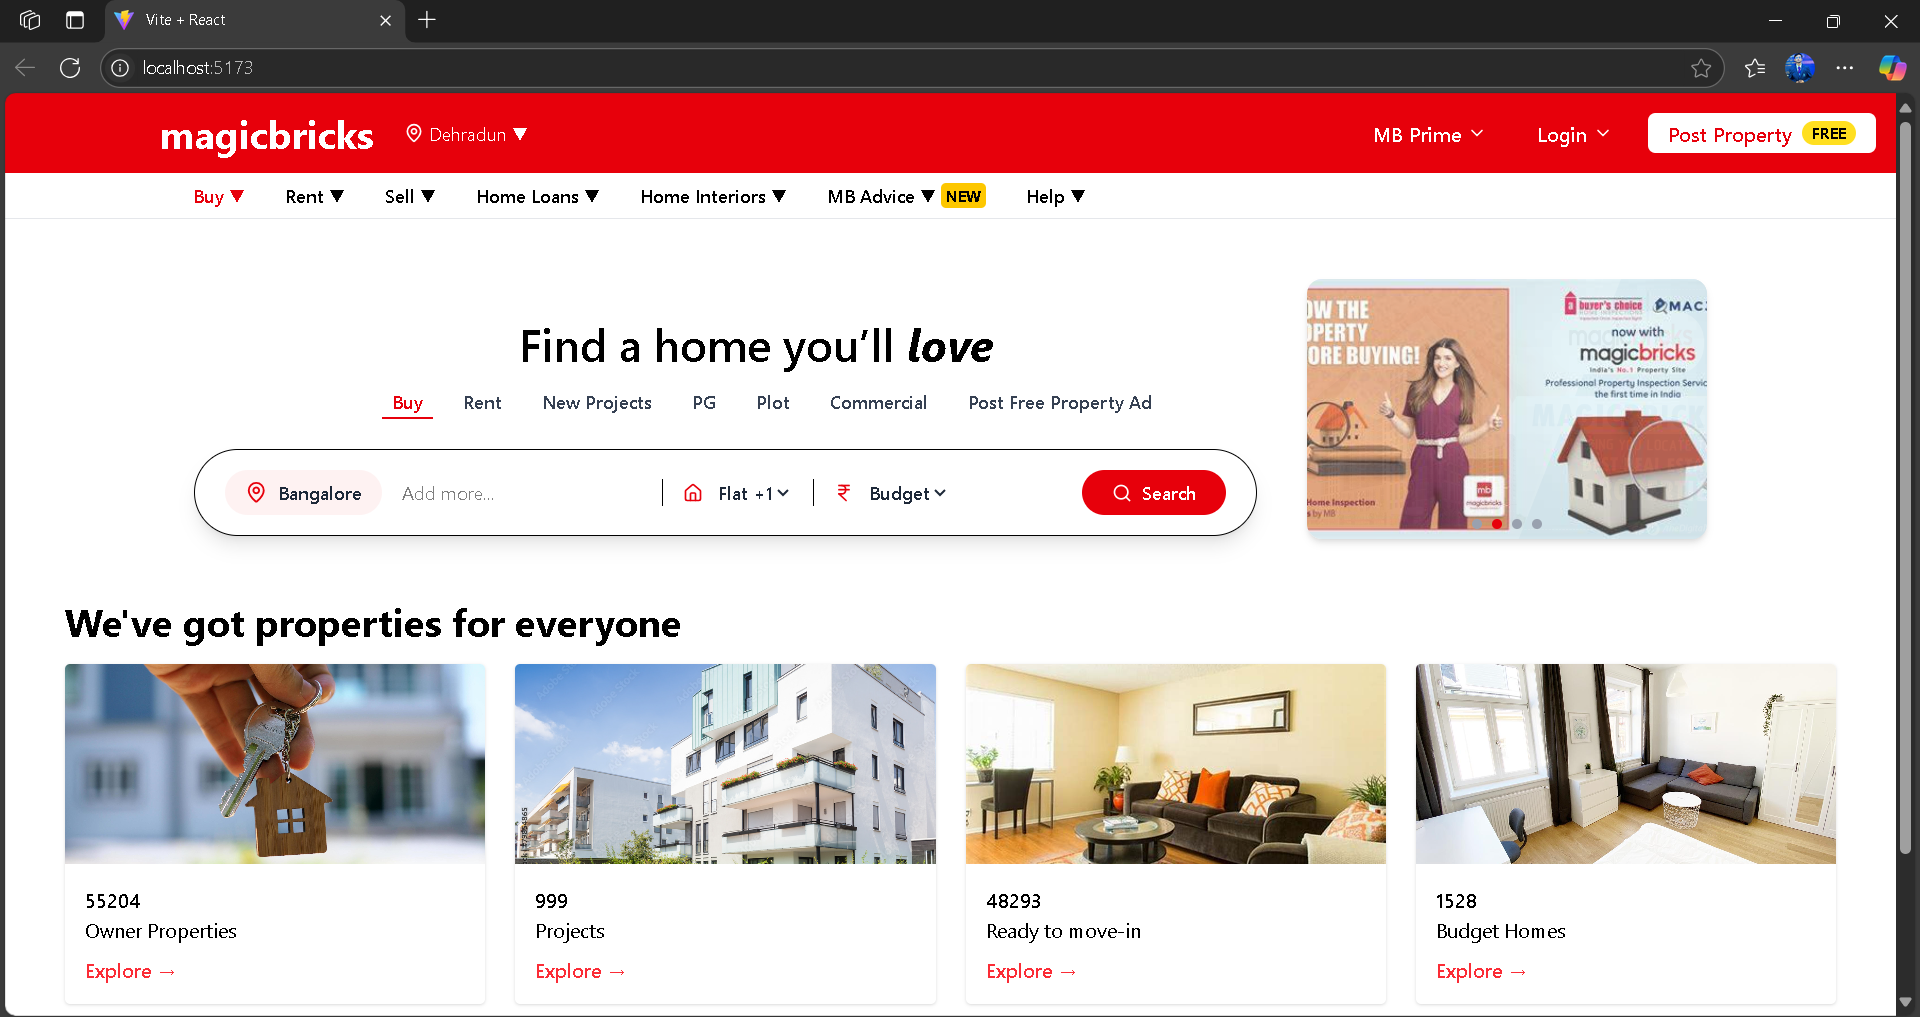 Vite + React
localhost:5173
magicbricks
Dehradun ▼
MB Prime
Login
Post Property FREE
Buy ▼
Rent ▼
Sell ▼
Home Loans ▼
Home Interiors ▼
MB Advice ▼ NEW
Help ▼
Find a home you’ll love
Buy
Rent
New Projects
PG
Plot
Commercial
Post Free Property Ad
Bangalore
Add more...
Flat +1
₹ Budget
Search
OW THE
OPERTY
ORE BUYING!
Home Inspection
s by MB
mb
magicbricks
a buyer's choice
HOME INSPECTIONS
MAC
now with
magicbricks
India's No.1 Property Site
Professional Property Inspection Servic
the first time in India
We've got properties for everyone
55204
Owner Properties
Explore →
999
Projects
Explore →
48293
Ready to move-in
Explore →
1528
Budget Homes
Explore →